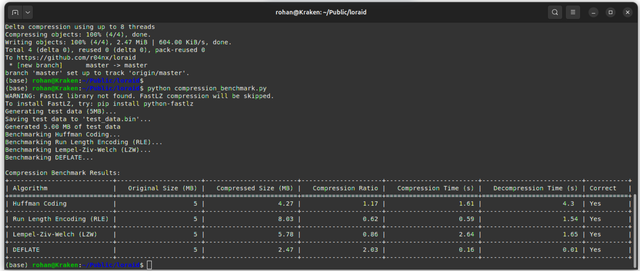 rohan@Kraken: ~/Public/loraid
Delta compression using up to 8 threads
Compressing objects: 100% (4/4), done.
Writing objects: 100% (4/4), 2.47 MiB | 604.00 KiB/s, done.
Total 4 (delta 0), reused 0 (delta 0), pack-reused 0
To https://github.com/r04nx/loraid
 * [new branch]      master -> master
branch 'master' set up to track 'origin/master'.
(base) rohan@Kraken:~/Public/loraid$
(base) rohan@Kraken:~/Public/loraid$ python compression_benchmark.py
WARNING: FastLZ library not found. FastLZ compression will be skipped.
To install FastLZ, try: pip install python-fastlz
Generating test data (5MB)...
Saving test data to 'test_data.bin'...
Generated 5.00 MB of test data
Benchmarking Huffman Coding...
Benchmarking Run Length Encoding (RLE)...
Benchmarking Lempel-Ziv-Welch (LZW)...
Benchmarking DEFLATE...
Compression Benchmark Results:
| Algorithm | Original Size (MB) | Compressed Size (MB) | Compression Ratio | Compression Time (s) | Decompression Time (s) | Correct |
| Huffman Coding | 5 | 4.27 | 1.17 | 1.61 | 4.3 | Yes |
| Run Length Encoding (RLE) | 5 | 8.03 | 0.62 | 0.59 | 1.54 | Yes |
| Lempel-Ziv-Welch (LZW) | 5 | 5.78 | 0.86 | 2.64 | 1.65 | Yes |
| DEFLATE | 5 | 2.47 | 2.03 | 0.16 | 0.01 | Yes |
(base) rohan@Kraken:~/Public/loraid$